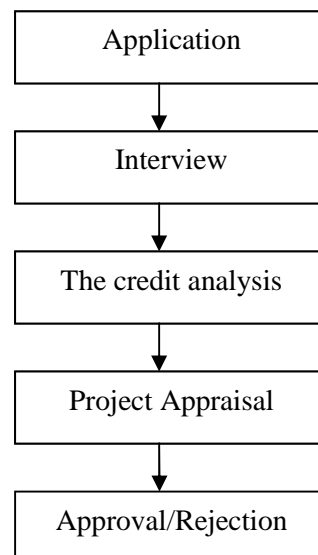 Application
Interview
The credit analysis
Project Appraisal
Approval/Rejection